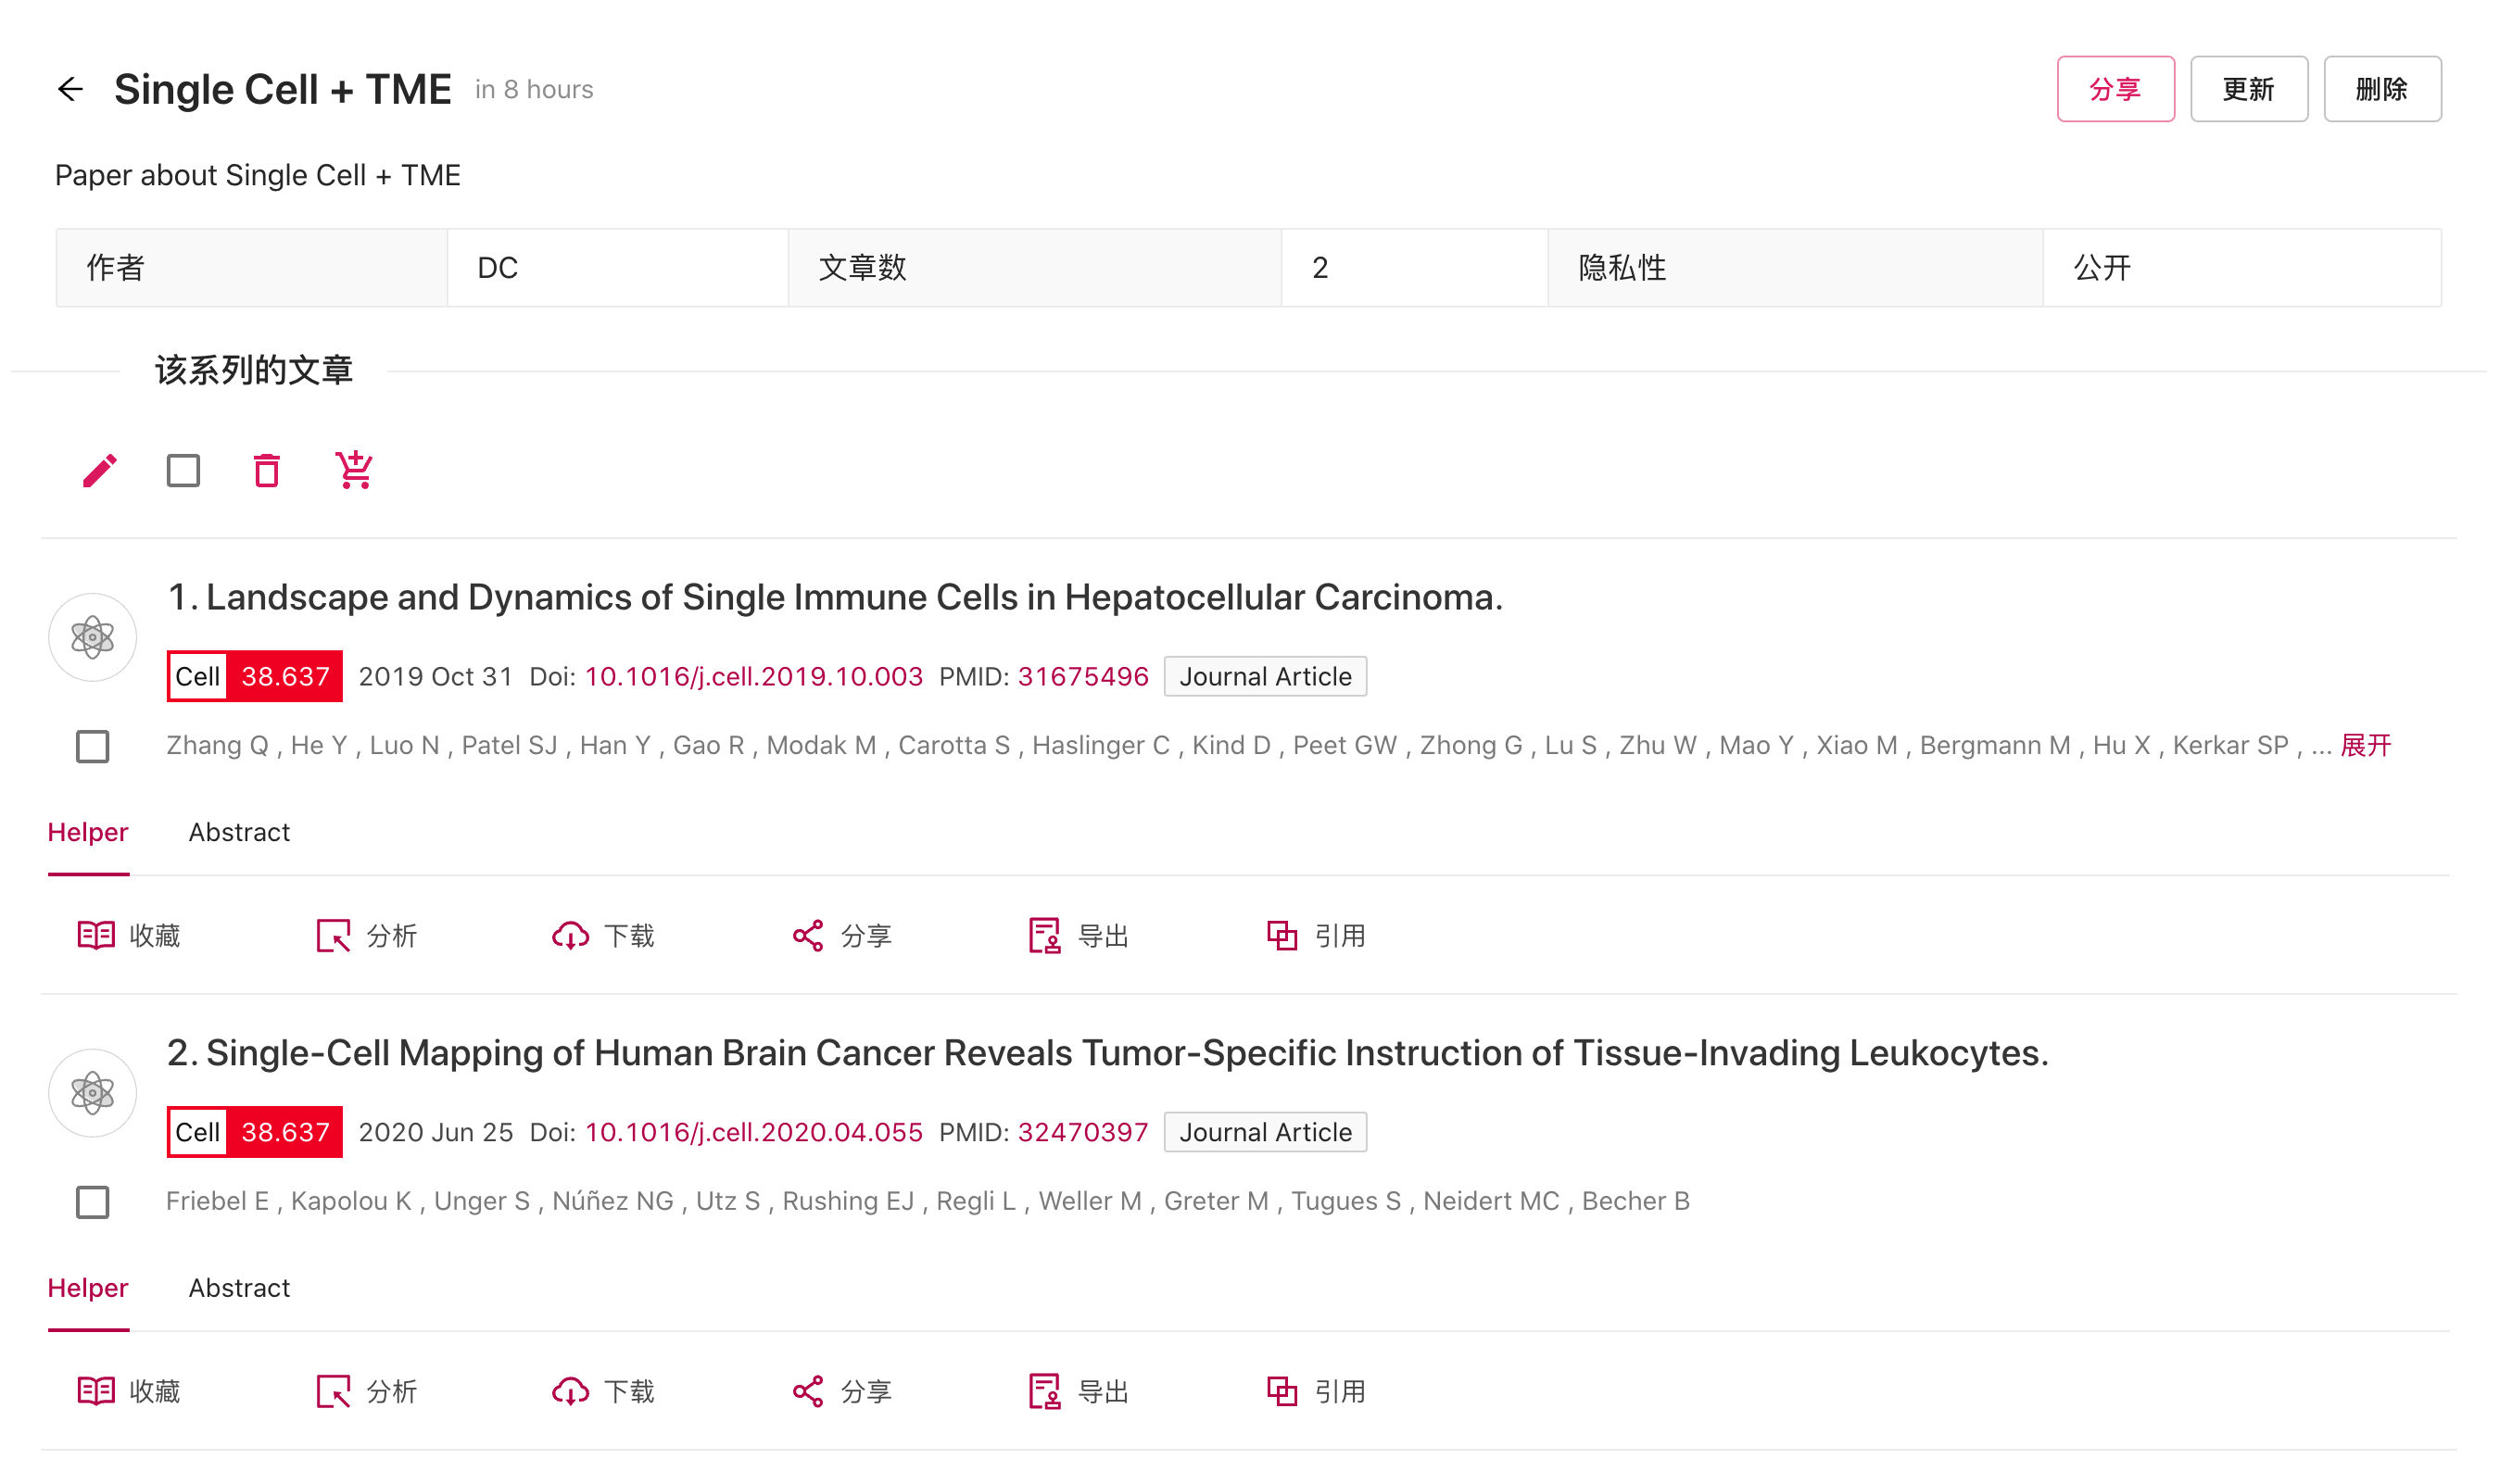 Single Cell + TME in 8 hours 分享 更新 删除
Paper about Single Cell + TME
作者 DC 文章数 2 隐私性 公开
该系列的文章
1. Landscape and Dynamics of Single Immune Cells in Hepatocellular Carcinoma.
Cell 38.637 2019 Oct 31 Doi: 10.1016/j.cell.2019.10.003 PMID: 31675496 Journal Article
Zhang Q , He Y , Luo N , Patel SJ , Han Y , Gao R , Modak M , Carotta S , Haslinger C , Kind D , Peet GW , Zhong G , Lu S , Zhu W , Mao Y , Xiao M , Bergmann M , Hu X , Kerkar SP , ... 展开
Helper Abstract
收藏 分析 下载 分享 导出 引用
2. Single-Cell Mapping of Human Brain Cancer Reveals Tumor-Specific Instruction of Tissue-Invading Leukocytes.
Cell 38.637 2020 Jun 25 Doi: 10.1016/j.cell.2020.04.055 PMID: 32470397 Journal Article
Friebel E , Kapolou K , Unger S , Núñez NG , Utz S , Rushing EJ , Regli L , Weller M , Greter M , Tugues S , Neidert MC , Becher B
Helper Abstract
收藏 分析 下载 分享 导出 引用